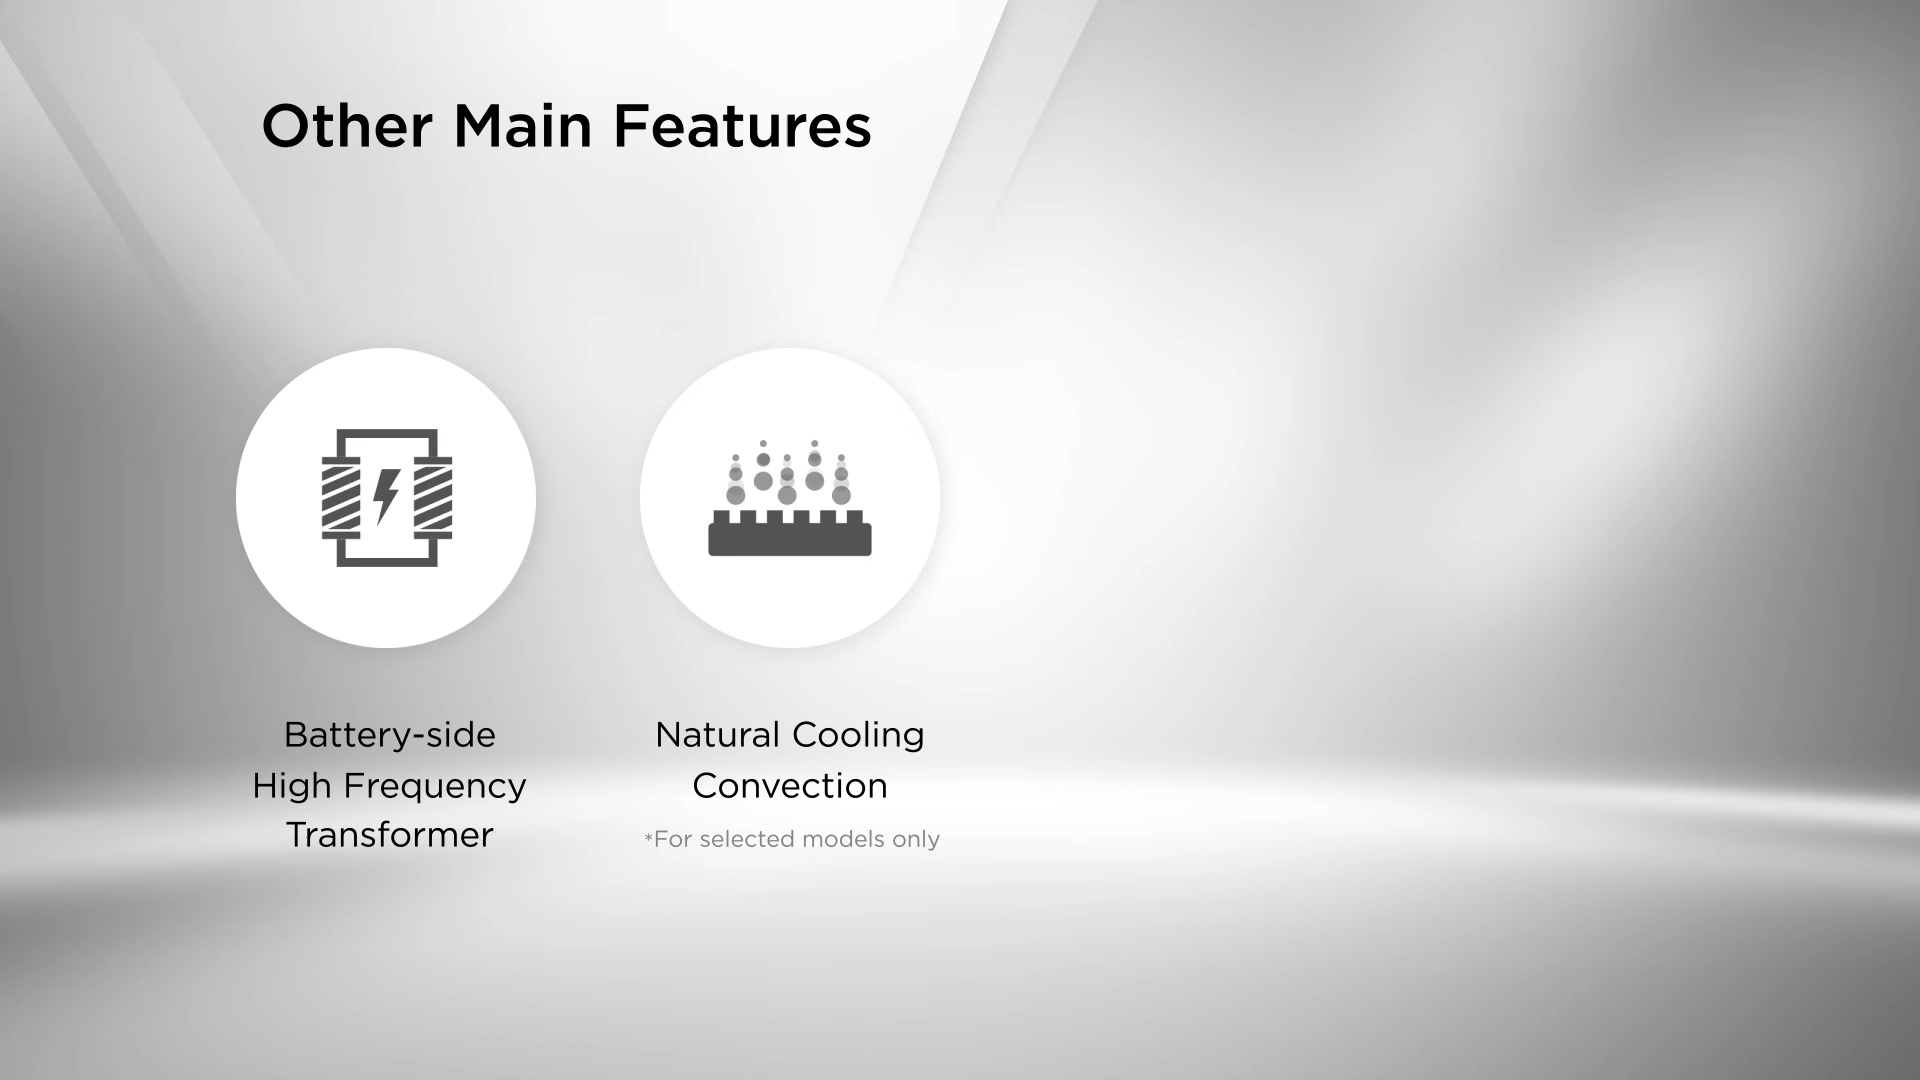 Other Main Features
Battery-side
High Frequency
Transformer
Natural Cooling
Convection
*For selected models only